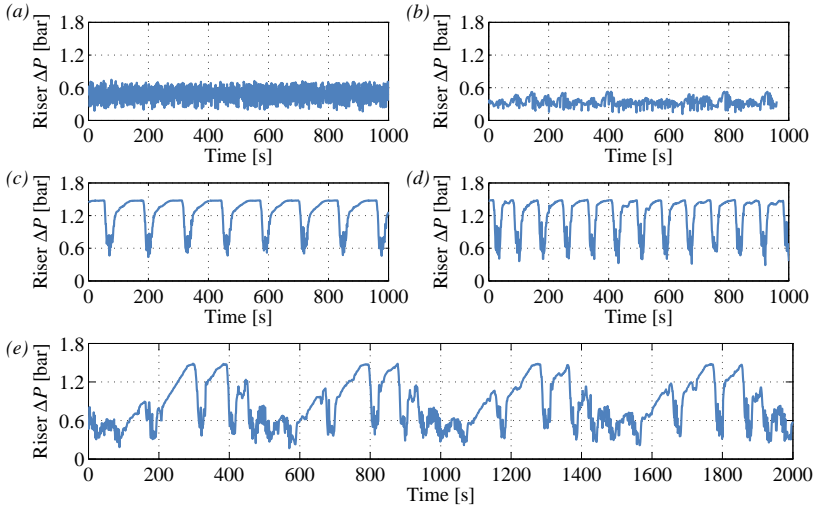 (a) (b)
Riser ΔP [bar] 1.8 1.2 0.6 0 Riser ΔP [bar] 1.8 1.2 0.6 0
0 200 400 600 800 1000 0 200 400 600 800 1000
Time [s] Time [s]
(c) (d)
Riser ΔP [bar] 1.8 1.2 0.6 0 Riser ΔP [bar] 1.8 1.2 0.6 0
0 200 400 600 800 1000 0 200 400 600 800 1000
Time [s] Time [s]
(e)
Riser ΔP [bar] 1.8 1.2 0.6 0
0 200 400 600 800 1000 1200 1400 1600 1800 2000
Time [s]